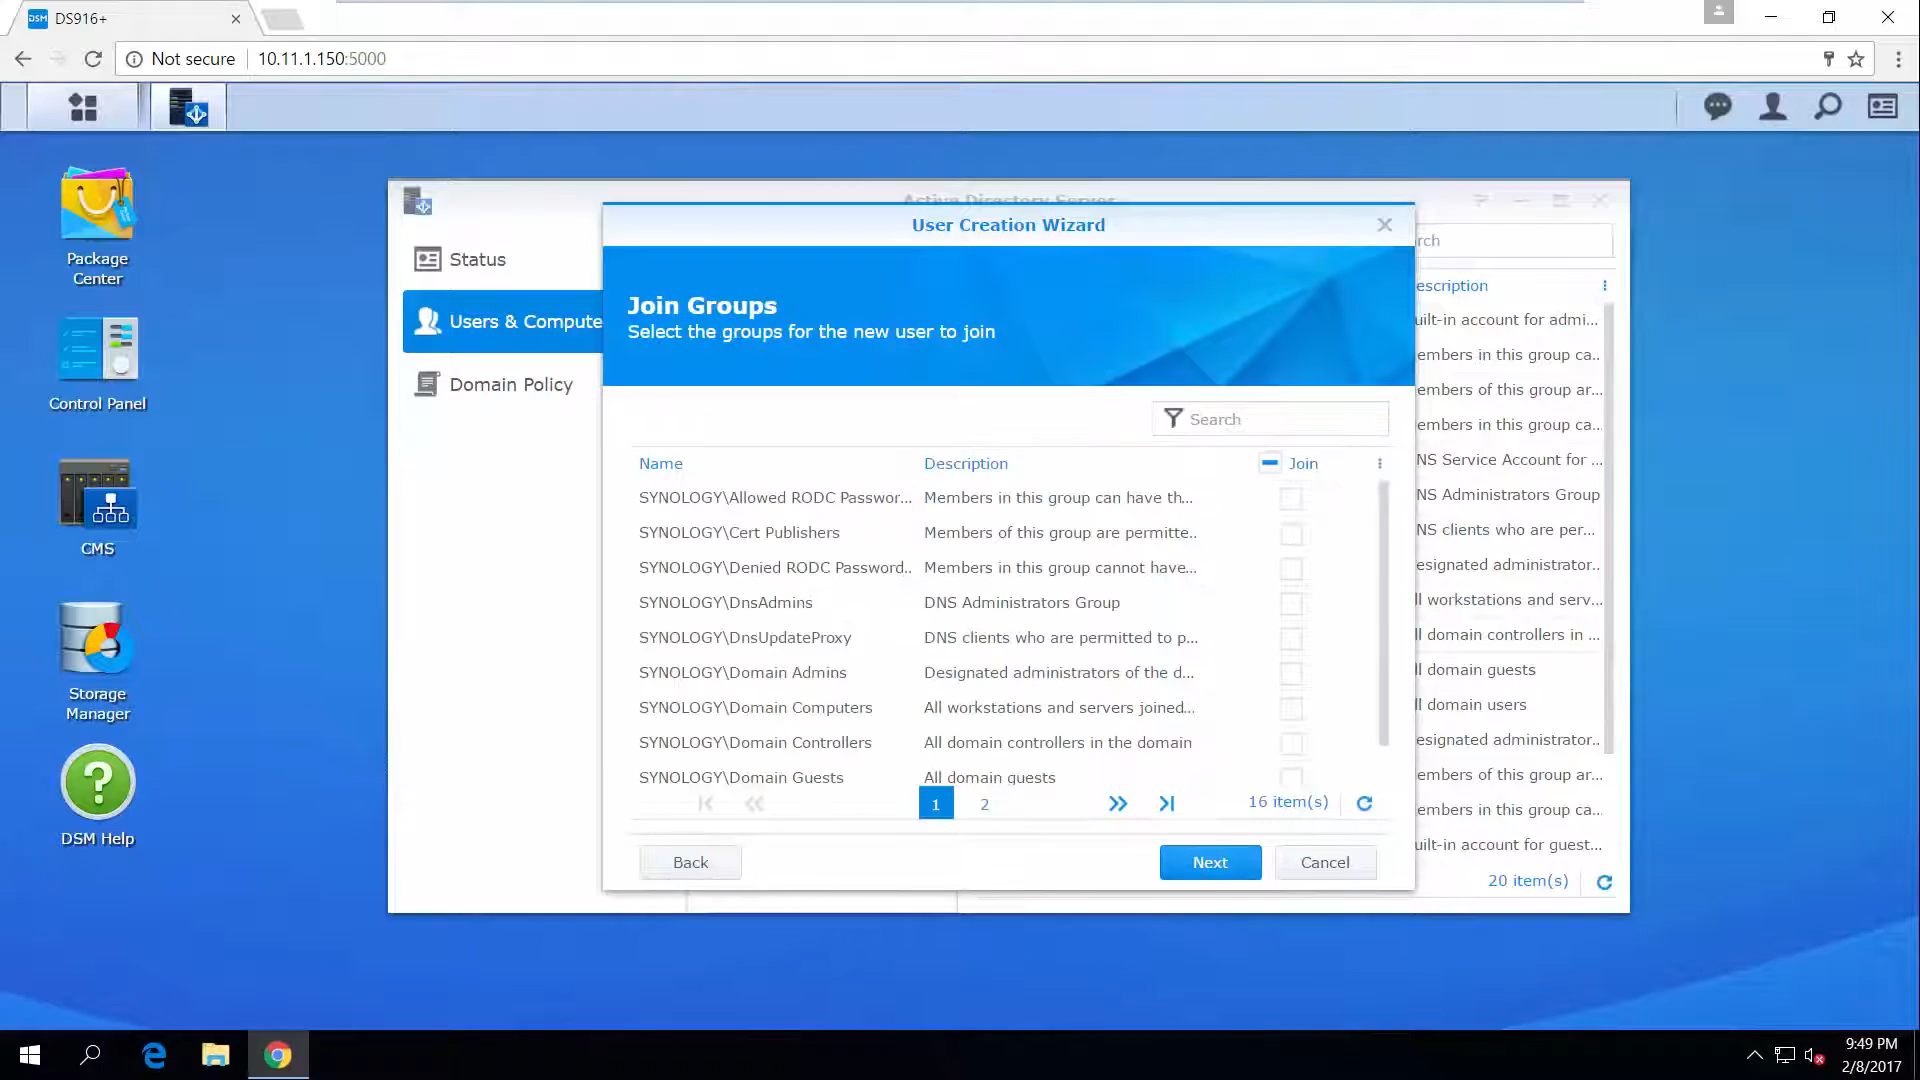 DSM DS916+
Not secure
10.11.1.150:5000
Package Center
Control Panel
CMS
Storage Manager
DSM Help
Active Directory Server
Status
Users & Compute
Domain Policy
User Creation Wizard
Join Groups
Select the groups for the new user to join
Search
Name Description Join
SYNOLOGY\Allowed RODC Passwor... Members in this group can have th...
SYNOLOGY\Cert Publishers Members of this group are permitte..
SYNOLOGY\Denied RODC Password.. Members in this group cannot have...
SYNOLOGY\DnsAdmins DNS Administrators Group
SYNOLOGY\DnsUpdateProxy DNS clients who are permitted to p...
SYNOLOGY\Domain Admins Designated administrators of the d...
SYNOLOGY\Domain Computers All workstations and servers joined...
SYNOLOGY\Domain Controllers All domain controllers in the domain
SYNOLOGY\Domain Guests All domain guests
1 2 16 item(s)
Back Next Cancel
rch
escription
uilt-in account for admi...
embers in this group ca..
embers of this group ar...
embers in this group ca..
NS Service Account for ...
NS Administrators Group
NS clients who are per...
esignated administrator..
ll workstations and serv...
ll domain controllers in ...
ll domain guests
ll domain users
esignated administrator..
embers of this group ar...
embers in this group ca..
uilt-in account for guest...
20 item(s)
9:49 PM
2/8/2017